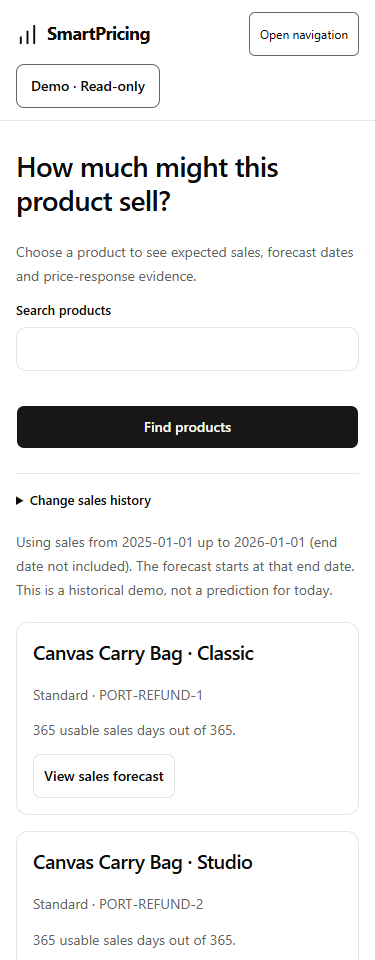 SmartPricing
Open navigation
Demo · Read-only
How much might this
product sell?
Choose a product to see expected sales, forecast dates
and price-response evidence.
Search products
Find products
Change sales history
Using sales from 2025-01-01 up to 2026-01-01 (end
date not included). The forecast starts at that end date.
This is a historical demo, not a prediction for today.
Canvas Carry Bag · Classic
Standard · PORT-REFUND-1
365 usable sales days out of 365.
View sales forecast
Canvas Carry Bag · Studio
Standard · PORT-REFUND-2
365 usable sales days out of 365.